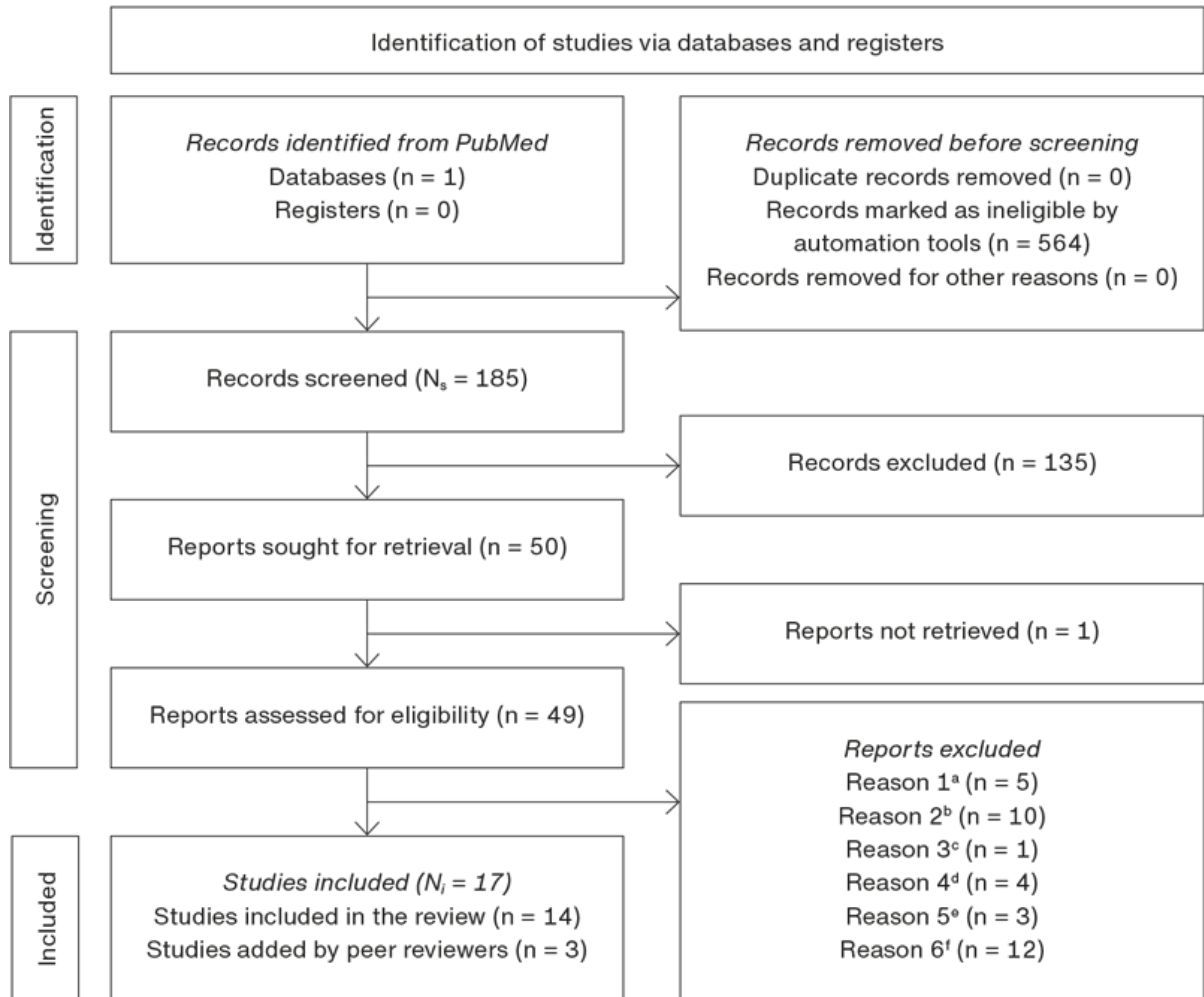 Identification of studies via databases and registers
Identification
Records identified from PubMed
Databases (n = 1)
Registers (n = 0)
Records removed before screening
Duplicate records removed (n = 0)
Records marked as ineligible by
automation tools (n = 564)
Records removed for other reasons (n = 0)
Screening
Records screened (Nₛ = 185)
Records excluded (n = 135)
Reports sought for retrieval (n = 50)
Reports not retrieved (n = 1)
Reports assessed for eligibility (n = 49)
Reports excluded
Reason 1ᵃ (n = 5)
Reason 2ᵇ (n = 10)
Reason 3ᶜ (n = 1)
Reason 4ᵈ (n = 4)
Reason 5ᵉ (n = 3)
Reason 6ᶠ (n = 12)
Included
Studies included (Nᵢ = 17)
Studies included in the review (n = 14)
Studies added by peer reviewers (n = 3)